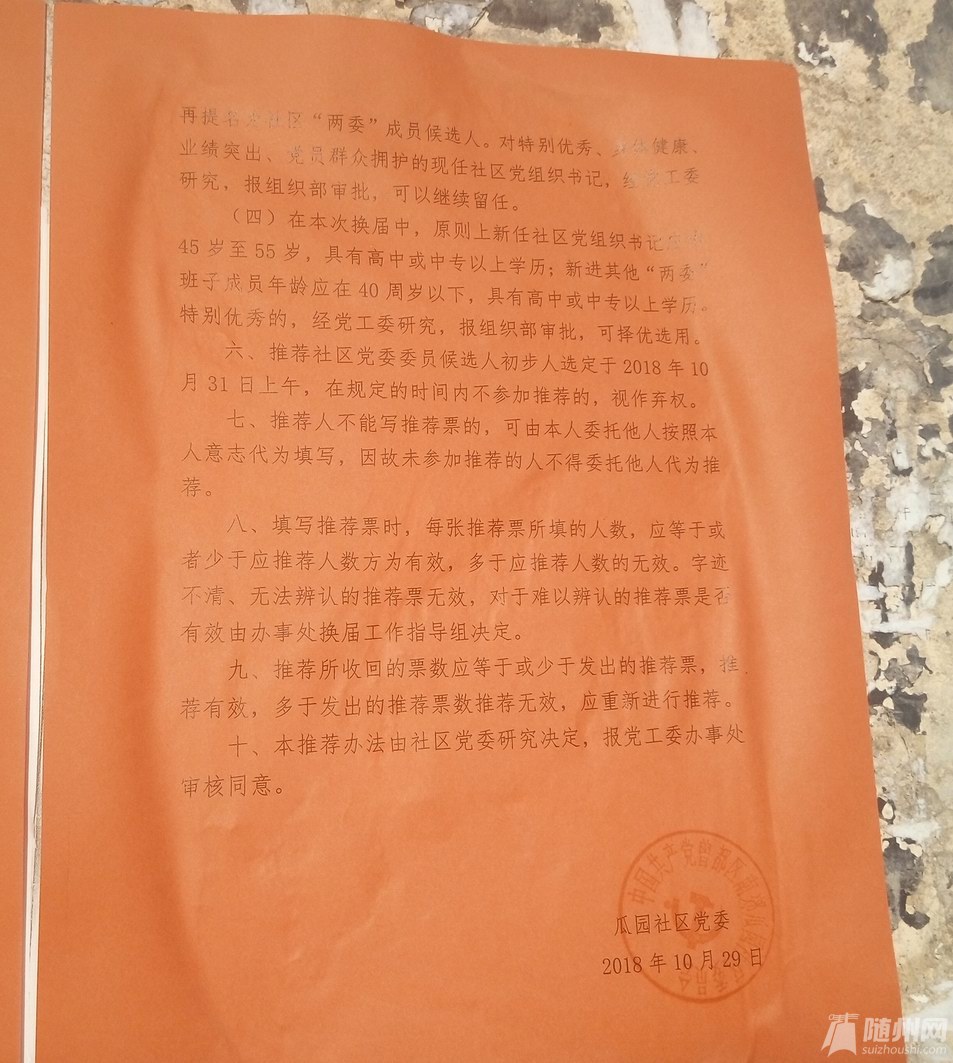 再提名为社区“两委”成员候选人。对特别优秀、身体健康、
业绩突出、党员群众拥护的现任社区党组织书记，经党工委
研究，报组织部审批，可以继续留任。
（四）在本次换届中，原则上新任社区党组织书记
45岁至55岁，具有高中或中专以上学历；新进其他“两委”
班子成员年龄应在40周岁以下，具有高中或中专以上学历。
特别优秀的，经党工委研究，报组织部审批，可择优选用。
六、推荐社区党委委员候选人初步人选定于2018年10
月31日上午，在规定的时间内不参加推荐的，视作弃权。
七、推荐人不能写推荐票的，可由本人委托他人按照本
人意志代为填写，因故未参加推荐的人不得委托他人代为推
荐。
八、填写推荐票时，每张推荐票所填的人数，应等于或
者少于应推荐人数方为有效，多于应推荐人数的无效。字迹
不清、无法辨认的推荐票无效，对于难以辨认的推荐票是否
有效由办事处换届工作指导组决定。
九、推荐所收回的票数应等于或少于发出的推荐票，推
荐有效，多于发出的推荐票数推荐无效，应重新进行推荐。
十、本推荐办法由社区党委研究决定，报党工委办事处
审核同意。
中国共产党曾都区
瓜园社区党委
2018年10月29日
随州网
suizhoushi.com